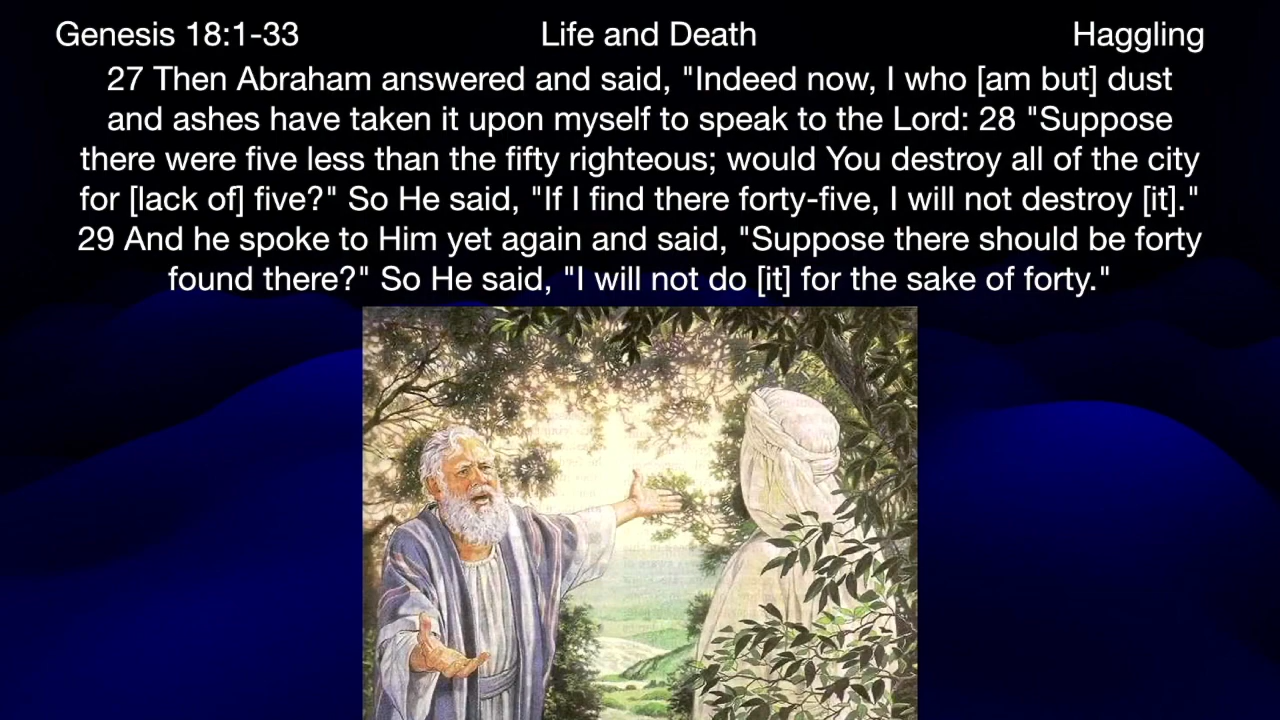 Genesis 18:1-33 Life and Death Haggling
27 Then Abraham answered and said, "Indeed now, I who [am but] dust
and ashes have taken it upon myself to speak to the Lord: 28 "Suppose
there were five less than the fifty righteous; would You destroy all of the city
for [lack of] five?" So He said, "If I find there forty-five, I will not destroy [it]."
29 And he spoke to Him yet again and said, "Suppose there should be forty
found there?" So He said, "I will not do [it] for the sake of forty."